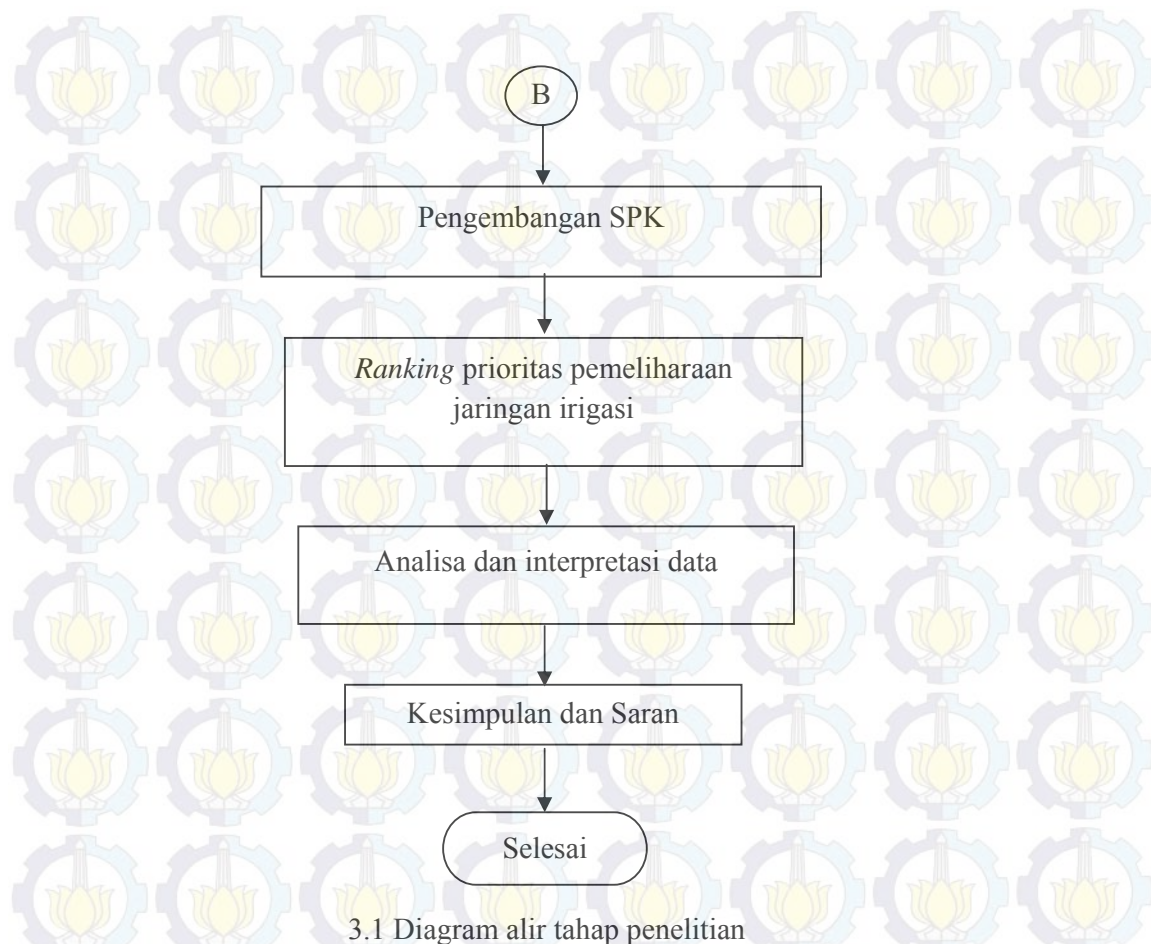 B
Pengembangan SPK
Ranking prioritas pemeliharaan
jaringan irigasi
Analisa dan interpretasi data
Kesimpulan dan Saran
Selesai
3.1 Diagram alir tahap penelitian